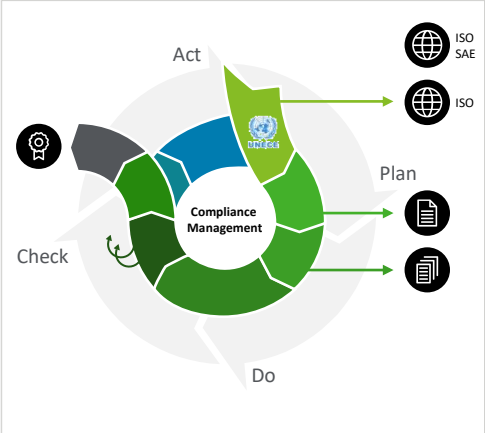 ISO
SAE
Act
ISO
UNECE
Plan
Compliance
Management
Check
Do